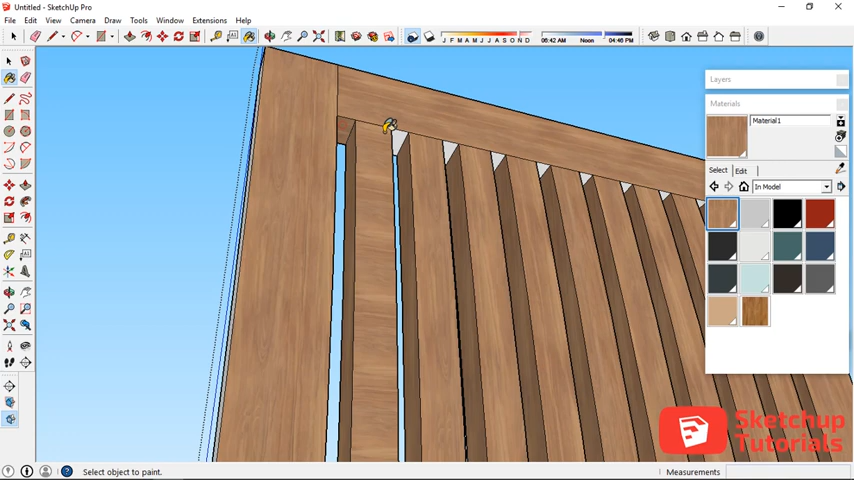 Untitled - SketchUp Pro
File Edit View Camera Draw Tools Window Extensions Help
J F M A M J J A S O N D 06:42 AM Noon 04:46 PM
Layers
Materials
Material1
Select Edit
In Model
Sketchup
Tutorials
Select object to paint.
Measurements